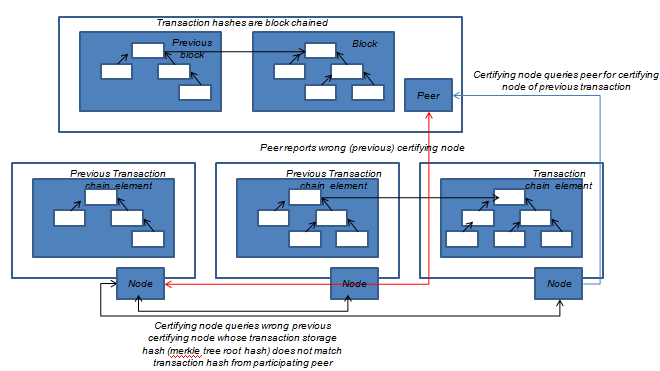 Transaction hashes are block chained
Previous
block
Block
Peer
Certifying node queries peer for certifying
node of previous transaction
Peer reports wrong (previous) certifying node
Previous Transaction
chain element
Previous Transaction
chain element
Transaction
chain element
Node
Node
Node
Certifying node queries wrong previous
certifying node whose transaction storage
hash (merkle tree root hash) does not match
transaction hash from participating peer